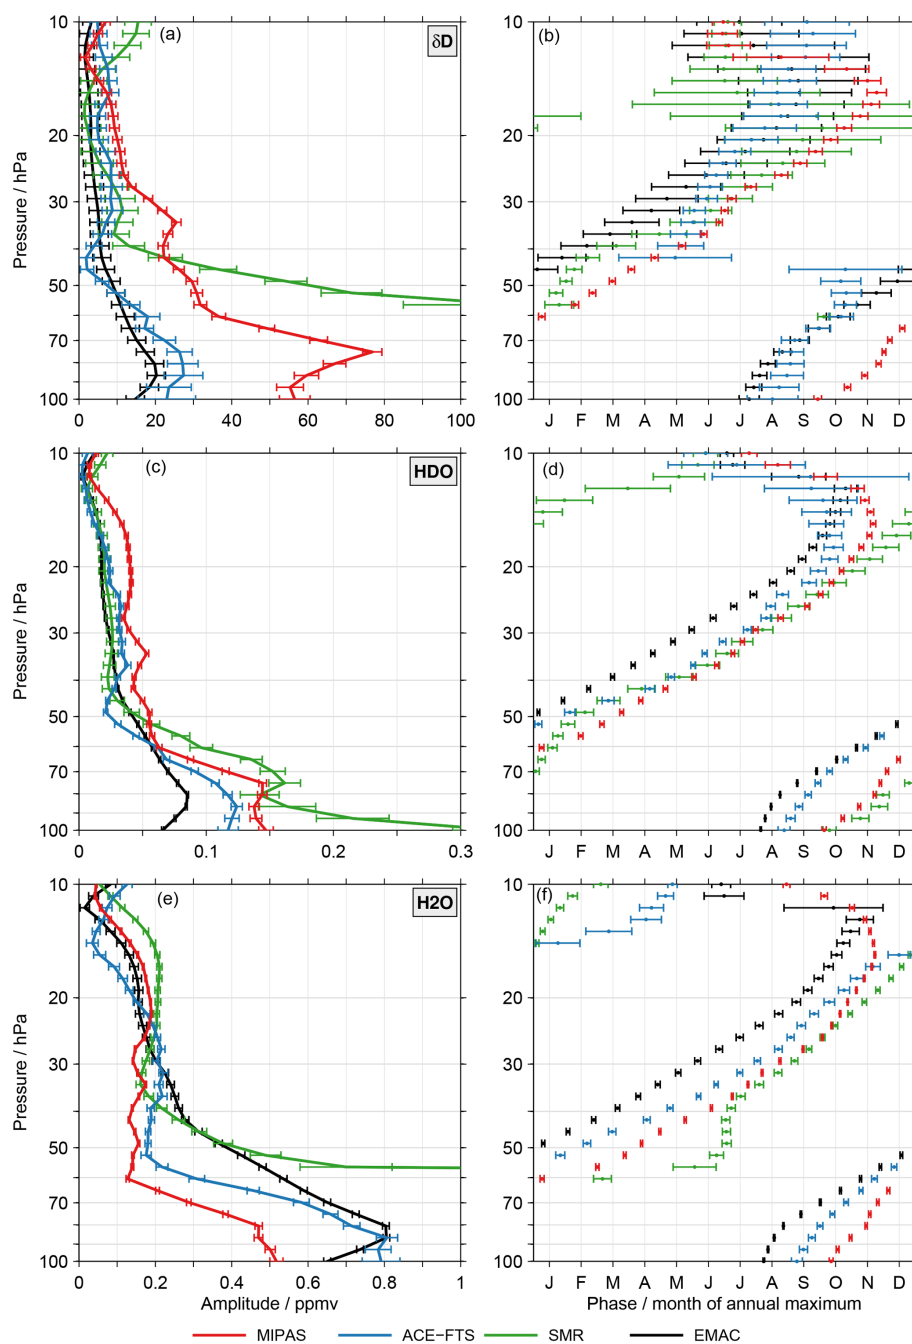 (a)
δD
(b)
10
20
30
50
70
100
Pressure / hPa
10
20
30
50
70
100
0 20 40 60 80 100
J F M A M J J A S O N D
(c)
HDO
(d)
10
20
30
50
70
100
Pressure / hPa
10
20
30
50
70
100
0 0.1 0.2 0.3
J F M A M J J A S O N D
(e)
H2O
(f)
10
20
30
50
70
100
Pressure / hPa
10
20
30
50
70
100
0 0.2 0.4 0.6 0.8 1
J F M A M J J A S O N D
Amplitude / ppmv
Phase / month of annual maximum
MIPAS ACE−FTS SMR EMAC